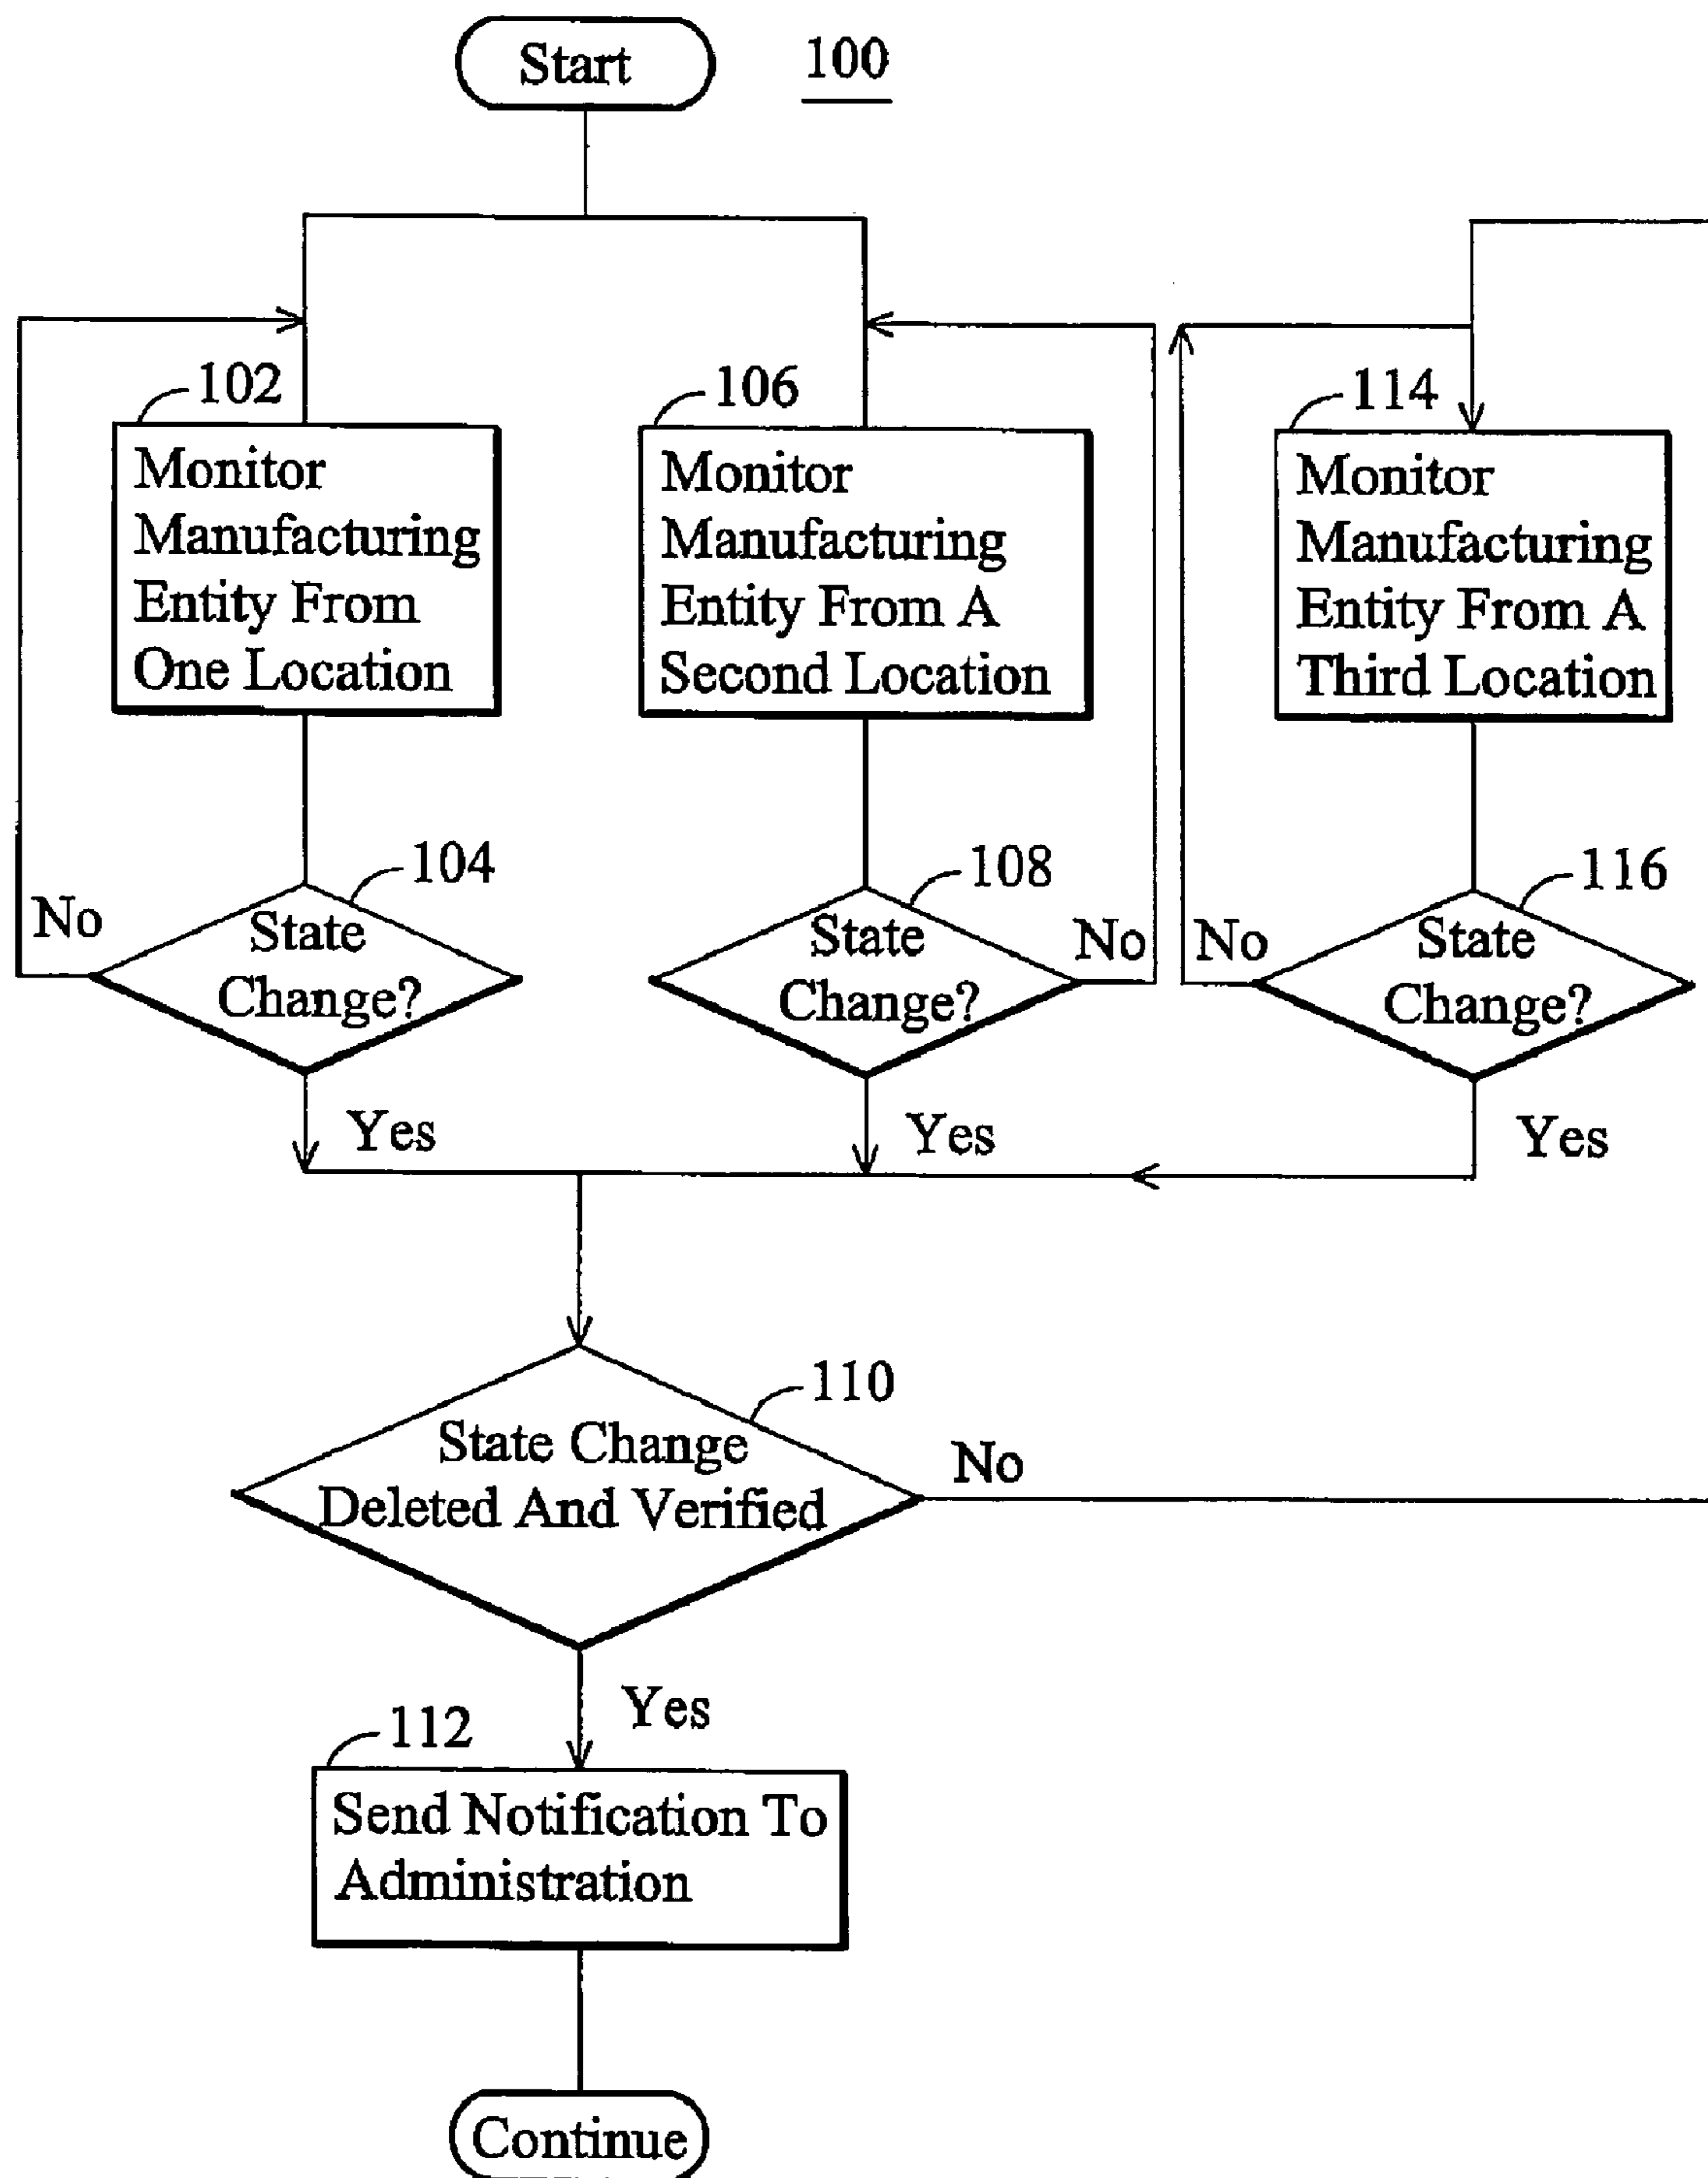 Start
100
102
Monitor
Manufacturing
Entity From
One Location
106
Monitor
Manufacturing
Entity From A
Second Location
114
Monitor
Manufacturing
Entity From A
Third Location
104
State
Change?
No
Yes
108
State
Change?
No
Yes
116
State
Change?
No
Yes
110
State Change
Deleted And Verified
No
Yes
112
Send Notification To
Administration
Continue